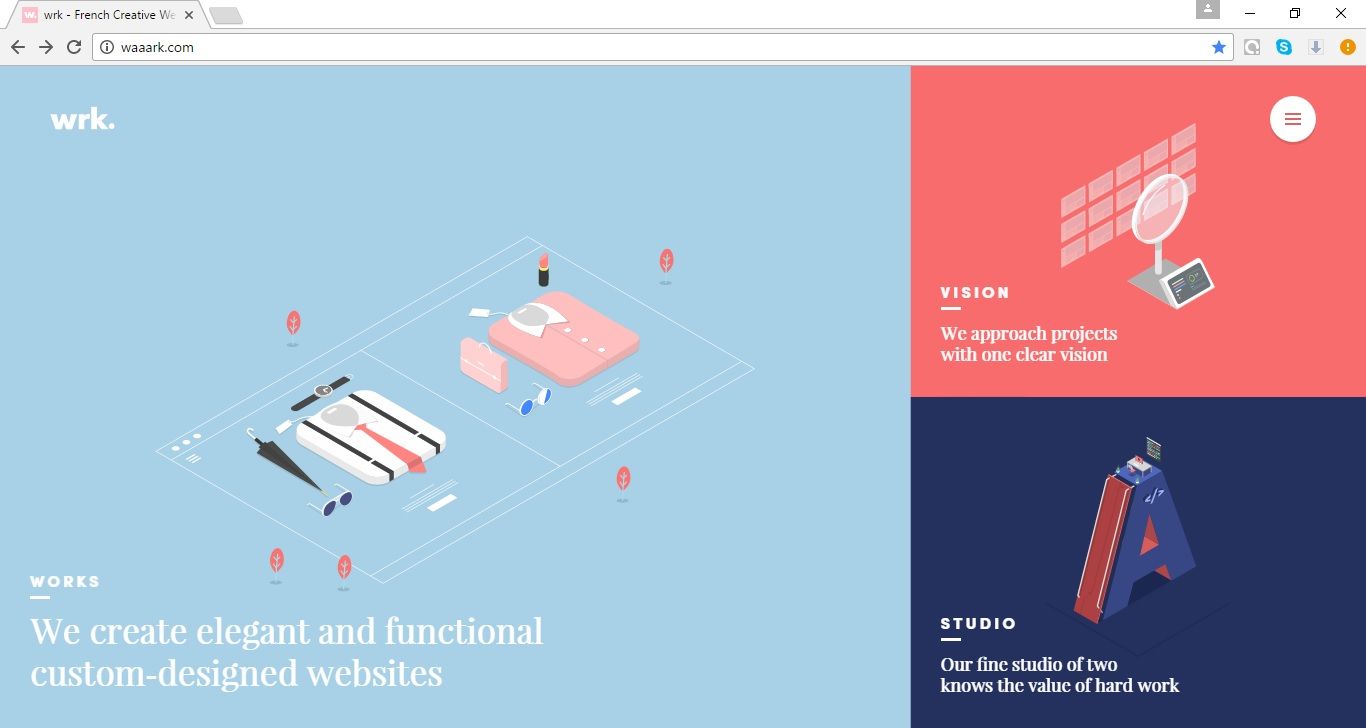 wrk - French Creative We
waaark.com
wrk.
WORKS
We create elegant and functional
custom-designed websites
VISION
We approach projects
with one clear vision
</>
STUDIO
Our fine studio of two
knows the value of hard work